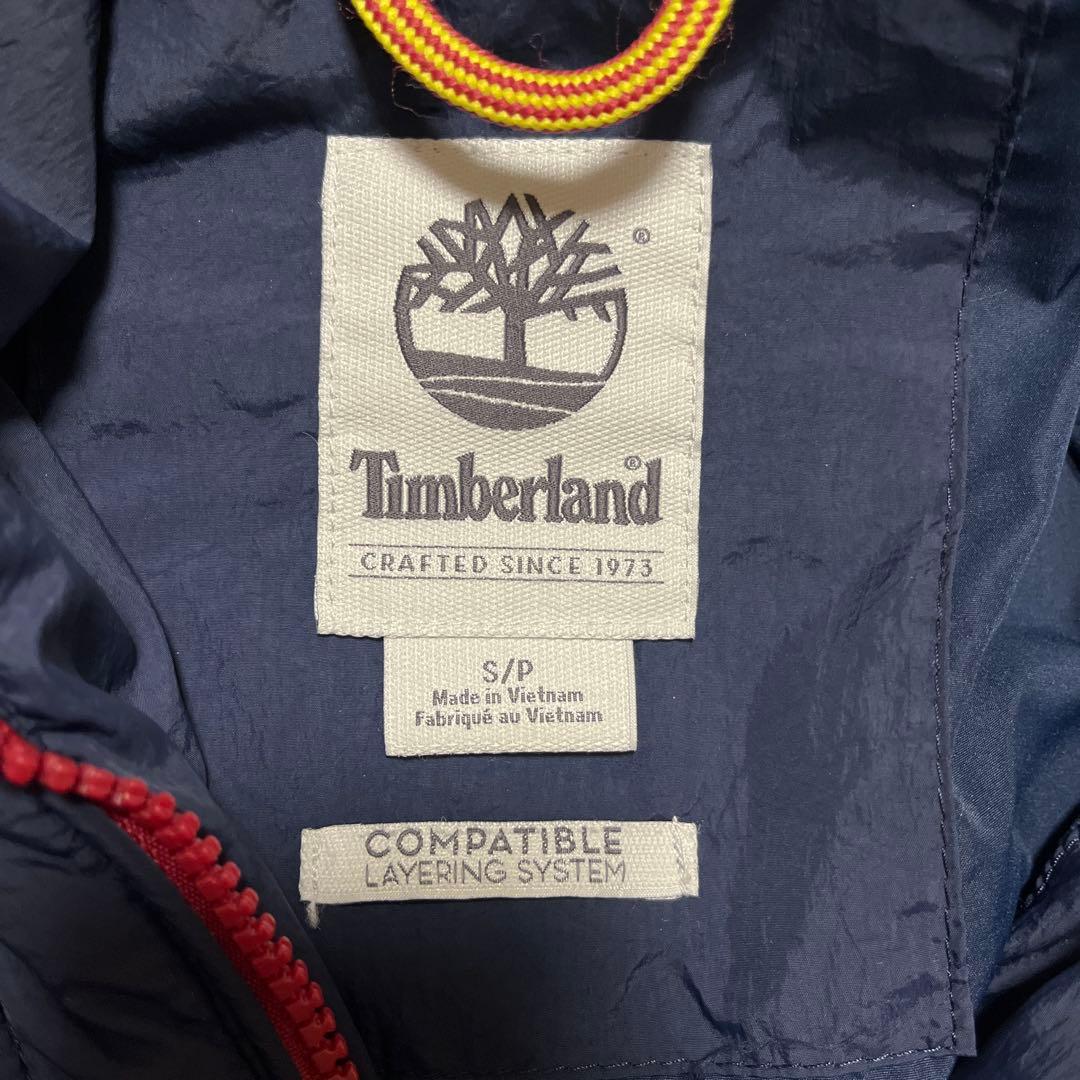 ®
Timberland®
CRAFTED SINCE 1973
S/P
Made in Vietnam
Fabriqué au Vietnam
COMPATIBLE
LAYERING SYSTEM